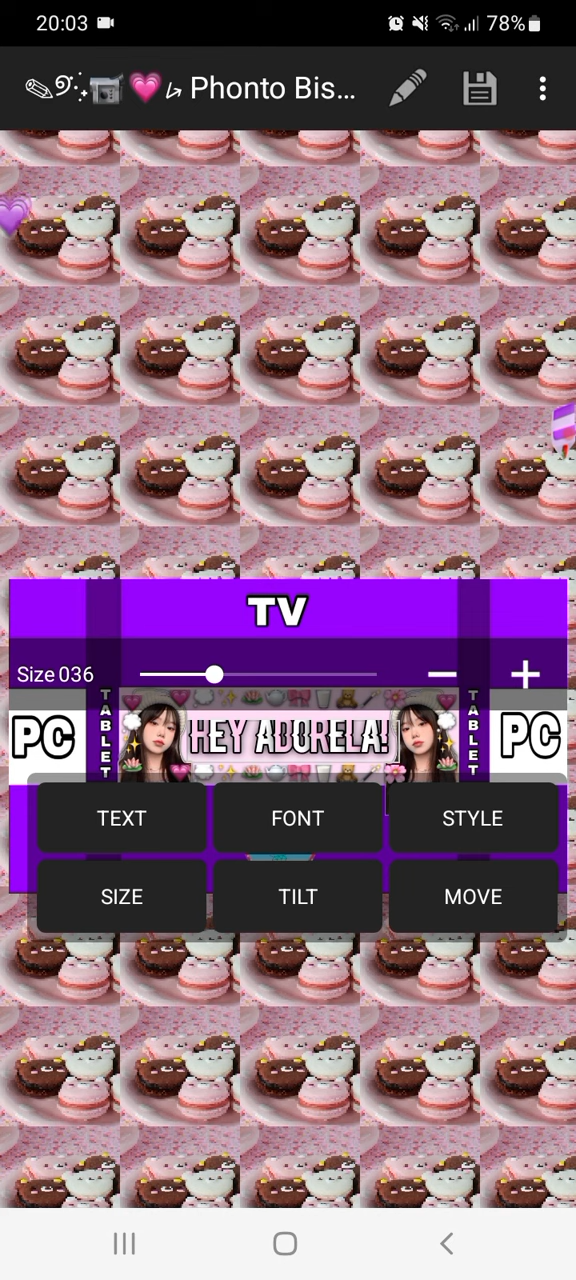 20:03
78%
Phonto Bis...
TV
Size 036
PC
TABLET
HEY ADORELA!
TABLET
PC
TEXT
FONT
STYLE
SIZE
TILT
MOVE